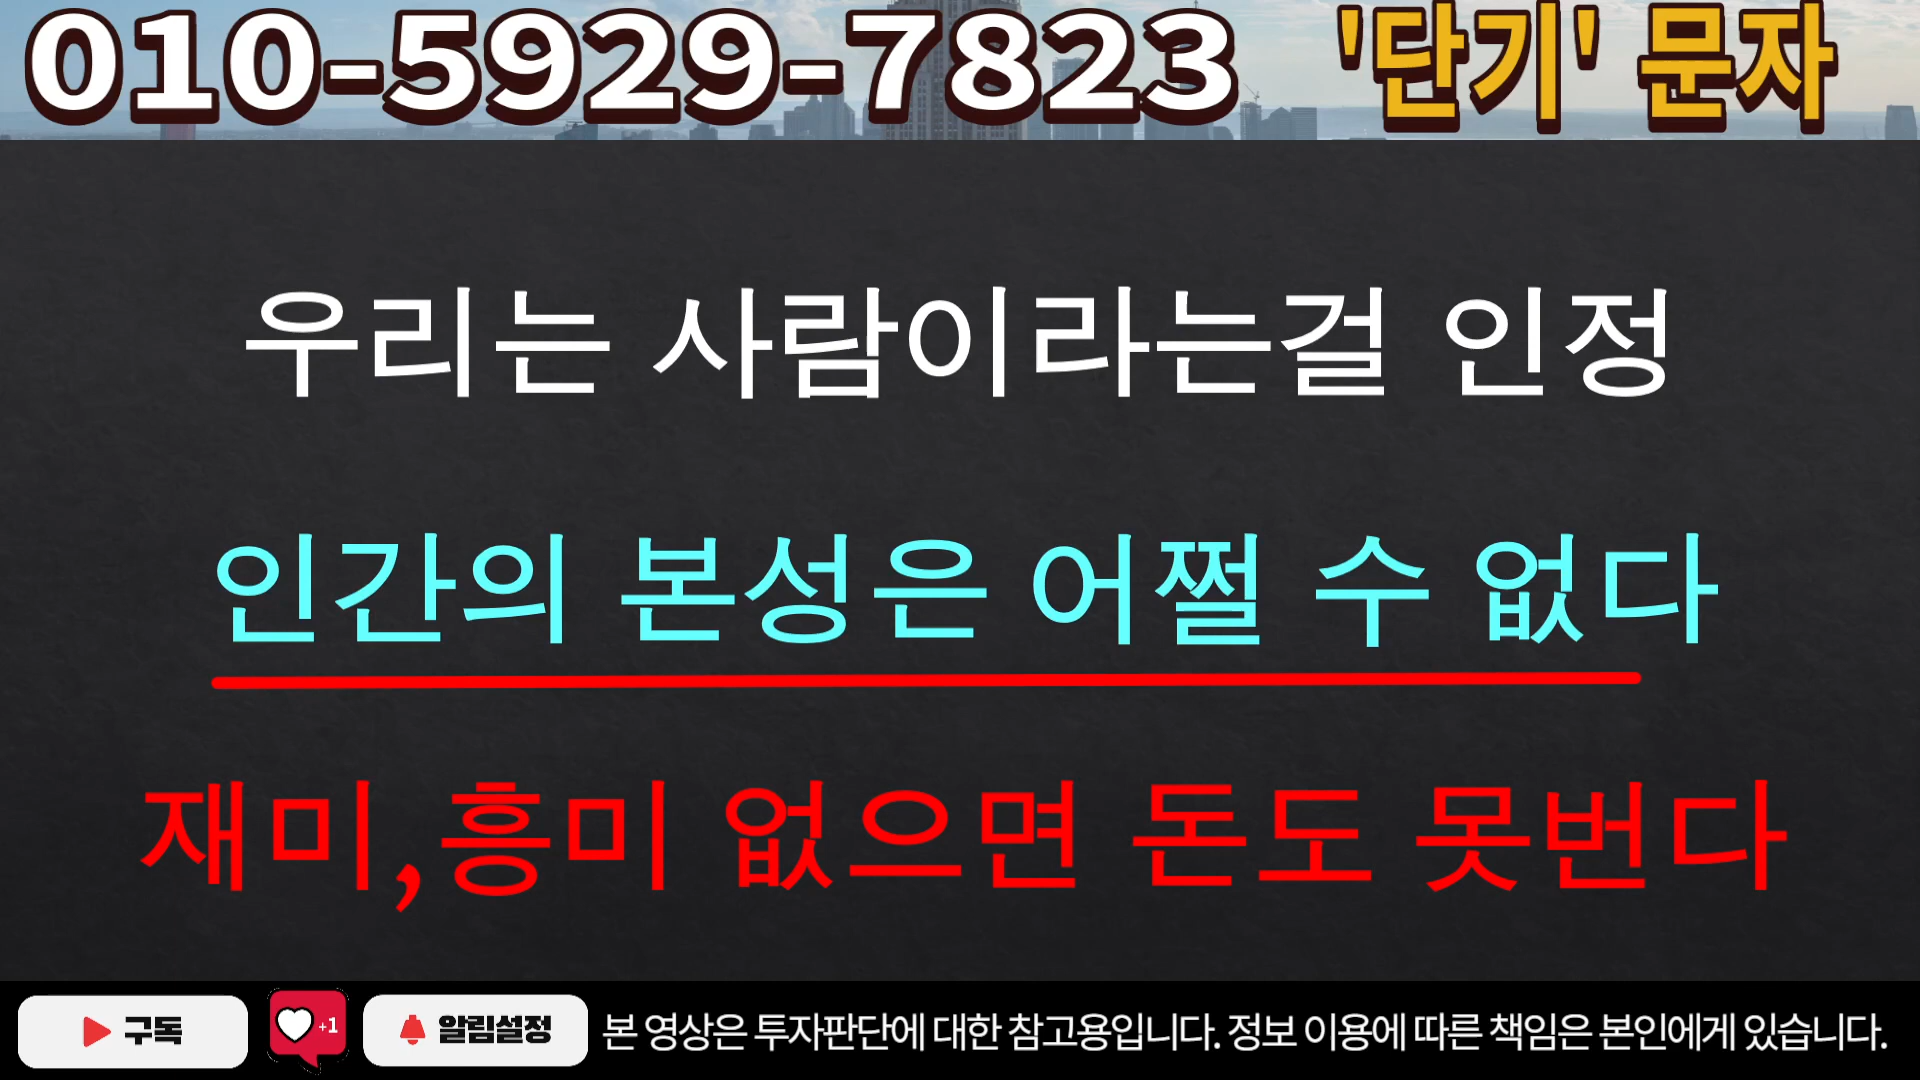 010-5929-7823 '단기' 문자
우리는 사람이라는걸 인정
인간의 본성은 어쩔 수 없다
재미,흥미 없으면 돈도 못번다
구독 +1 알림설정 본 영상은 투자판단에 대한 참고용입니다. 정보 이용에 따른 책임은 본인에게 있습니다.